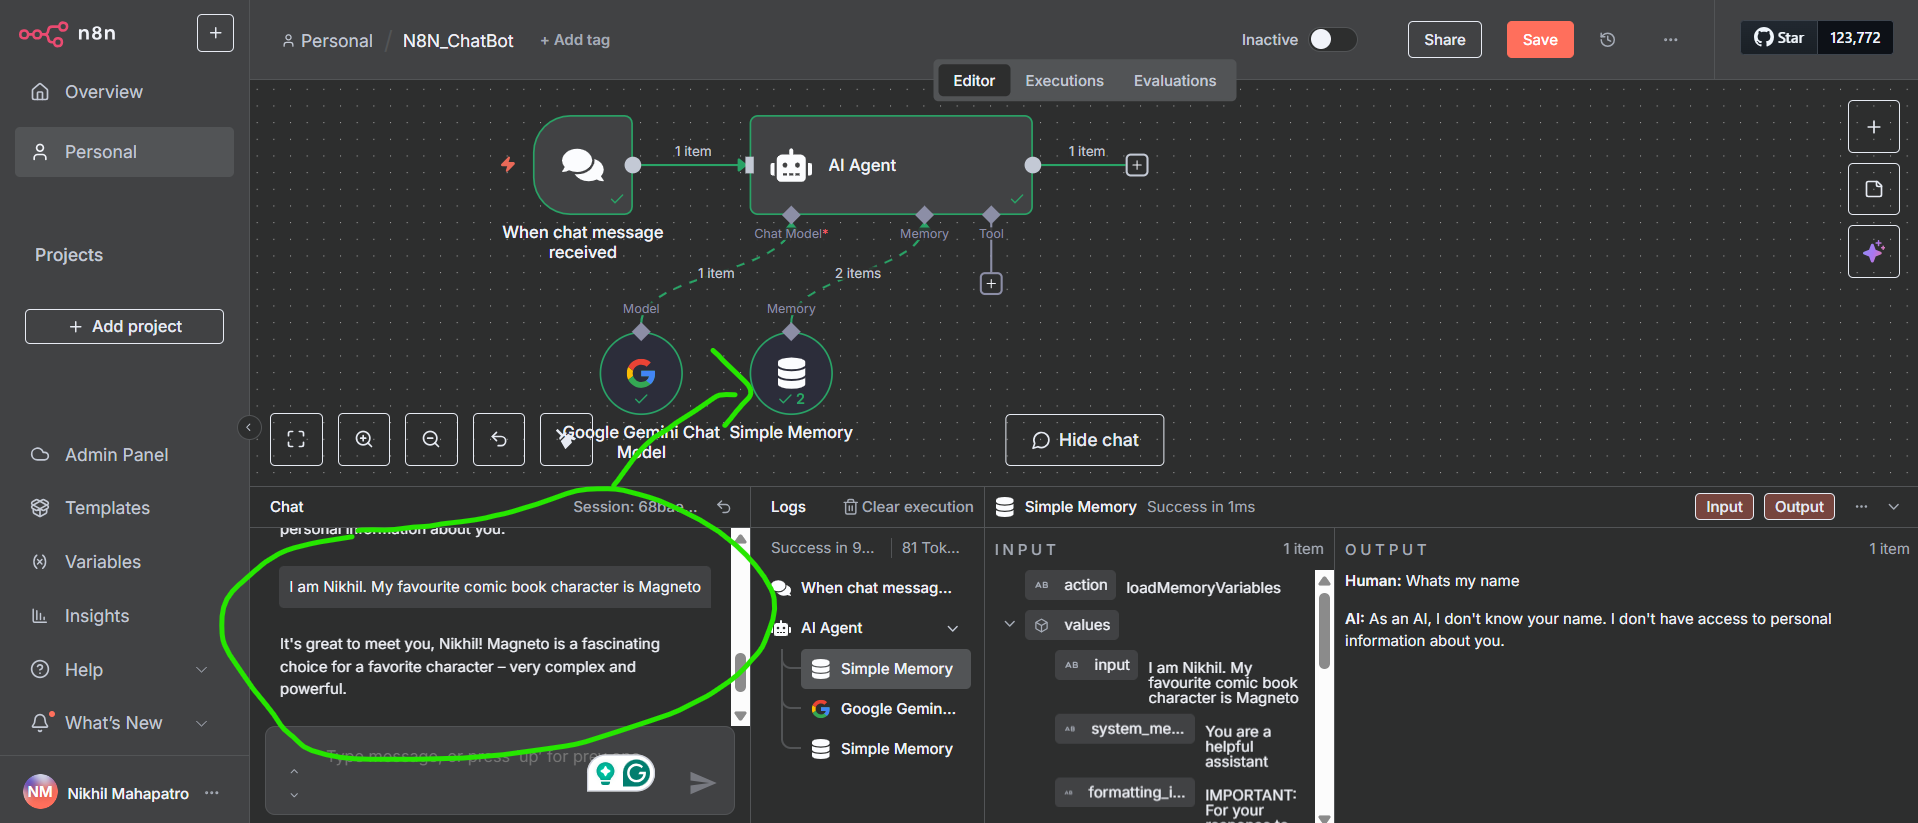 n8n
Personal / N8N_ChatBot + Add tag
Inactive
Share
Save
...
Star 123,772
Editor Executions Evaluations
Overview
Personal
Projects
+ Add project
Admin Panel
Templates
Variables
Insights
Help
What's New
NM Nikhil Mahapatro ...
1 item
AI Agent
1 item
When chat message
received
Chat Model*
Memory
Tool
1 item
2 items
Model
Memory
2
Google Gemini Chat
Model
Simple Memory
Hide chat
Chat
Session: 68bae...
personal information about you.
I am Nikhil. My favourite comic book character is Magneto
It's great to meet you, Nikhil! Magneto is a fascinating
choice for a favorite character – very complex and
powerful.
Type message, or press 'up' for prev one
Logs
Clear execution
Success in 9...
81 Tok...
When chat messag...
AI Agent
Simple Memory
Google Gemin...
Simple Memory
Simple Memory Success in 1ms
Input
Output
...
INPUT
1 item
AB action loadMemoryVariables
values
AB input
I am Nikhil. My
favourite comic book
character is Magneto
AB system_me...
You are a
helpful
assistant
AB formatting_i...
IMPORTANT:
For your
OUTPUT
1 item
Human: Whats my name
AI: As an AI, I don't know your name. I don't have access to personal
information about you.